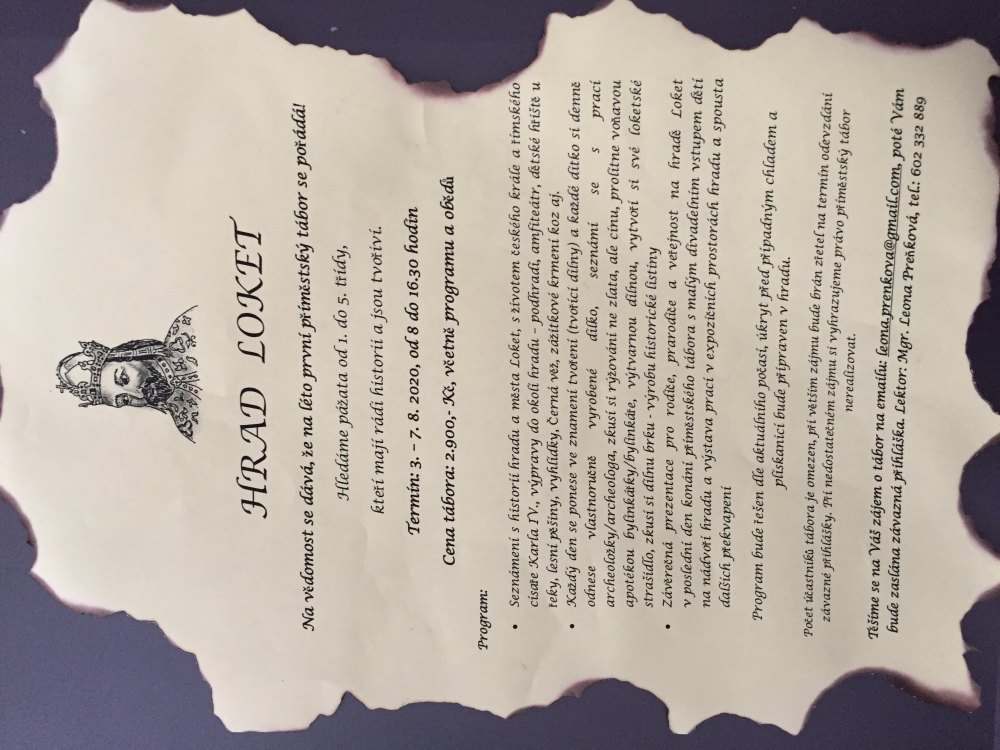 HRAD LOKET
Na vědomost se dává, že na léto první příměstský tábor se pořádá!
Hledáme pážata od 1. do 5. třídy,
kteří mají rádi historii a jsou tvořiví.
Termín: 3. – 7. 8. 2020, od 8 do 16.30 hodin
Cena tábora: 2.900,- Kč, včetně programu a obědů
Program:
• Seznámení s historií hradu a města Loket, s životem českého krále a římského
císaře Karla IV., výpravy do okolí hradu - podhradí, amfiteátr, dětské hřiště u
řeky, lesní pěšiny, vyhlídky, Černá věž, zážitkové krmení koz aj.
• Každý den se ponese ve znamení tvoření (tvořící dílny) a každé dítko si denně
odnese vlastnoručně vyrobené dílko, seznámí se s prací
archeoložky/archeologa, zkusí si rýžování ne zlata, ale cínu, prolítne voňavou
apotékou bylinkátky/bylinkáře, výtvarnou dílnou, vytvoří si své loketské
strašidlo, zkusí si dílnu brku - výrobu historické listiny
• Závěrečná prezentace pro rodiče, prarodiče a veřejnost na hradě Loket
v poslední den konání příměstského tábora s malým divadelním vstupem dětí
na nádvoří hradu a výstava prací v expozičních prostorách hradu a spousta
dalších překvapení
Program bude řešen dle aktuálního počasí, úkryt před případným chladem a
plískanicí bude připraven v hradu.
Počet účastníků tábora je omezen, při větším zájmu bude brán zřetel na termín odevzdání
závazné přihlášky. Při nedostatečném zájmu si vyhrazujeme právo příměstský tábor
nerealizovat.
Těšíme se na Váš zájem o tábor na emailu leona.prenkova@gmail.com, poté Vám
bude zaslána závazná přihláška. Lektor: Mgr. Leona Preňková, tel.: 602 332 889